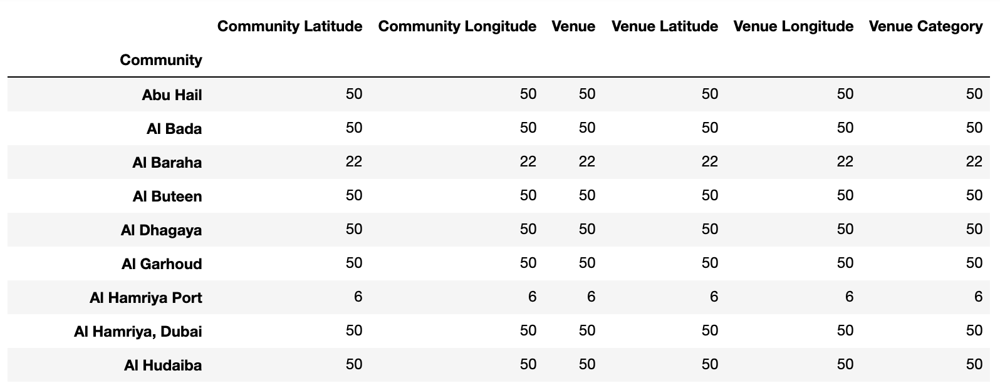 Community Latitude Community Longitude Venue Venue Latitude Venue Longitude Venue Category
Community
Abu Hail 50 50 50 50 50 50
Al Bada 50 50 50 50 50 50
Al Baraha 22 22 22 22 22 22
Al Buteen 50 50 50 50 50 50
Al Dhagaya 50 50 50 50 50 50
Al Garhoud 50 50 50 50 50 50
Al Hamriya Port 6 6 6 6 6 6
Al Hamriya, Dubai 50 50 50 50 50 50
Al Hudaiba 50 50 50 50 50 50